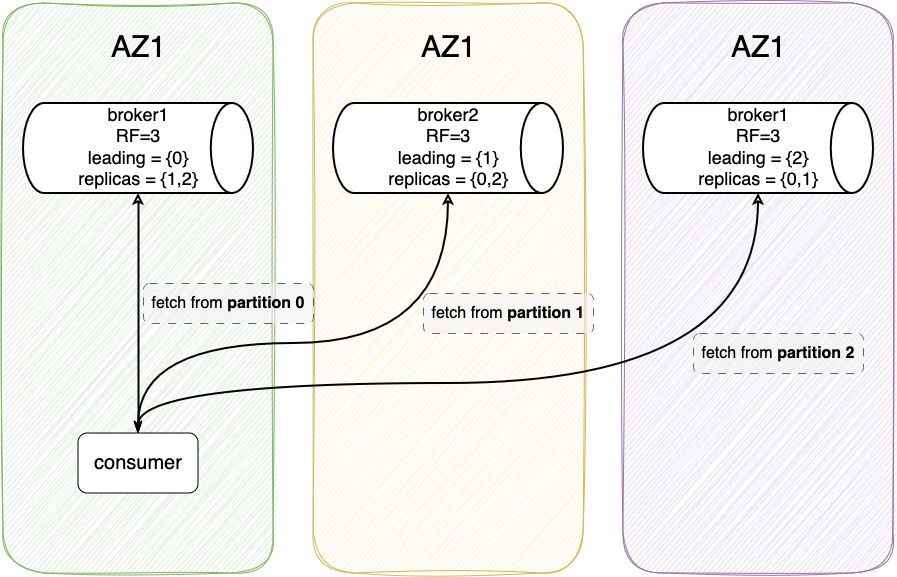 AZ1
AZ1
AZ1
broker1
RF=3
leading = {0}
replicas = {1,2}
broker2
RF=3
leading = {1}
replicas = {0,2}
broker1
RF=3
leading = {2}
replicas = {0,1}
fetch from partition 0
fetch from partition 1
fetch from partition 2
consumer